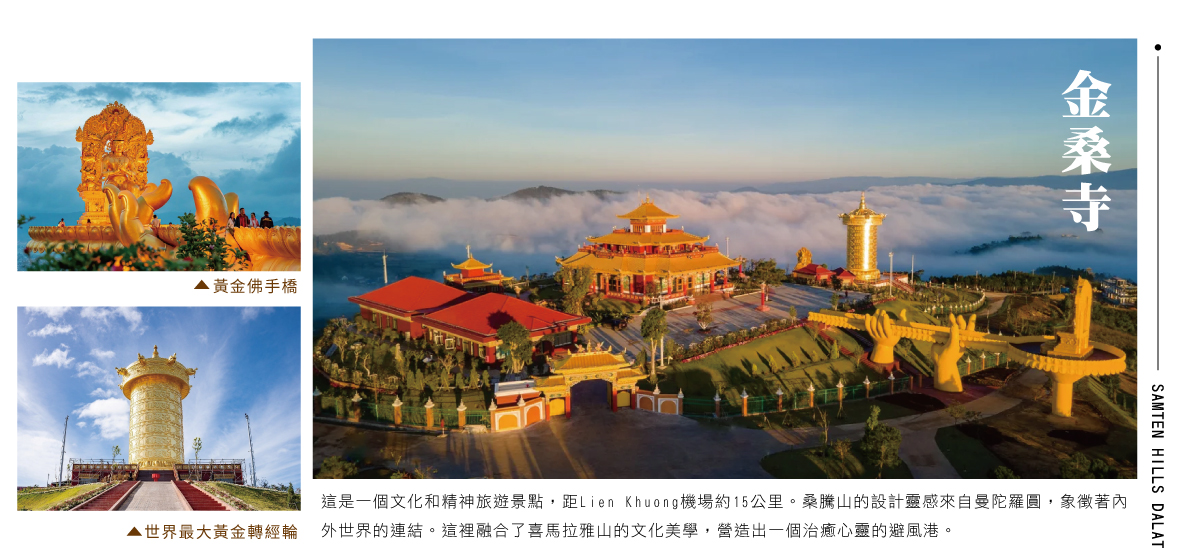 金桑寺
▲黃金佛手橋
▲世界最大黃金轉經輪
這是一個文化和精神旅遊景點，距Lien Khuong機場約15公里。桑騰山的設計靈感來自曼陀羅圓，象徵著內
外世界的連結。這裡融合了喜馬拉雅山的文化美學，營造出一個治癒心靈的避風港。
SAMTEN HILLS DALAT